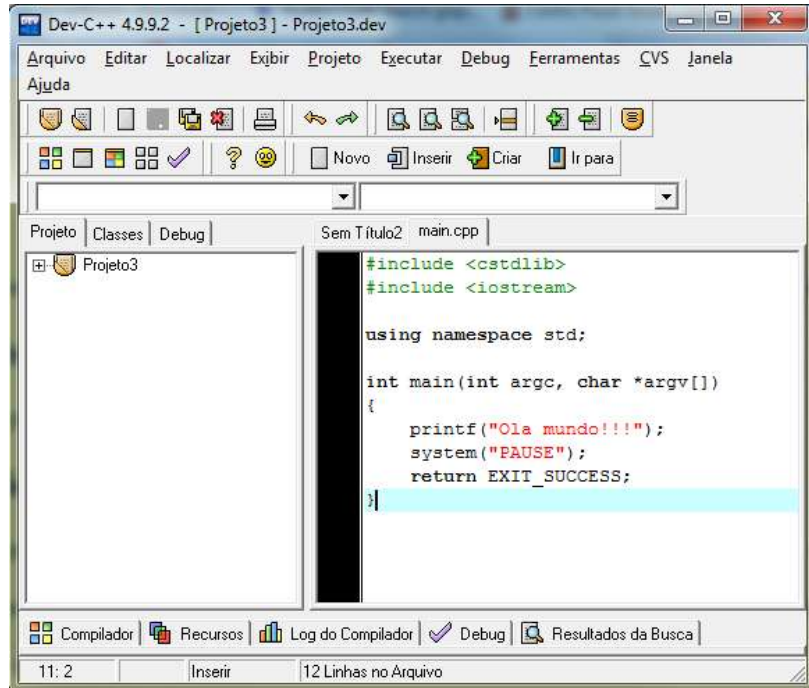 Dev-C++ 4.9.9.2 - [ Projeto3 ] - Projeto3.dev
Arquivo Editar Localizar Exibir Projeto Executar Debug Ferramentas CVS Janela
Ajuda
Novo Inserir Criar Ir para
Projeto Classes Debug
Sem Título2 main.cpp
Projeto3
#include <cstdlib>
#include <iostream>
using namespace std;
int main(int argc, char *argv[])
{
printf("Ola mundo!!!");
system("PAUSE");
return EXIT_SUCCESS;
}
Compilador Recursos Log do Compilador Debug Resultados da Busca
11: 2 Inserir 12 Linhas no Arquivo